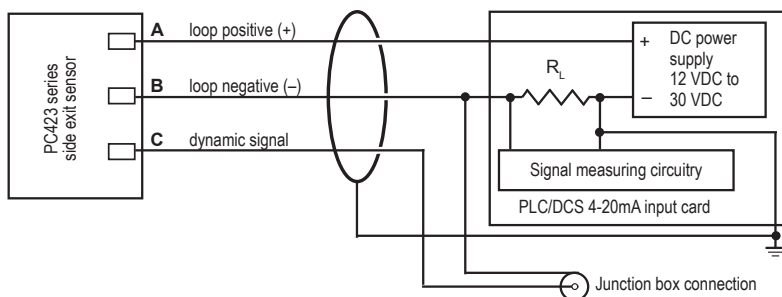 PC423 series
side exit sensor
A loop positive (+)
B loop negative (–)
C dynamic signal
+
–
DC power
supply
12 VDC to
30 VDC
RL
Signal measuring circuitry
PLC/DCS 4-20mA input card
Junction box connection